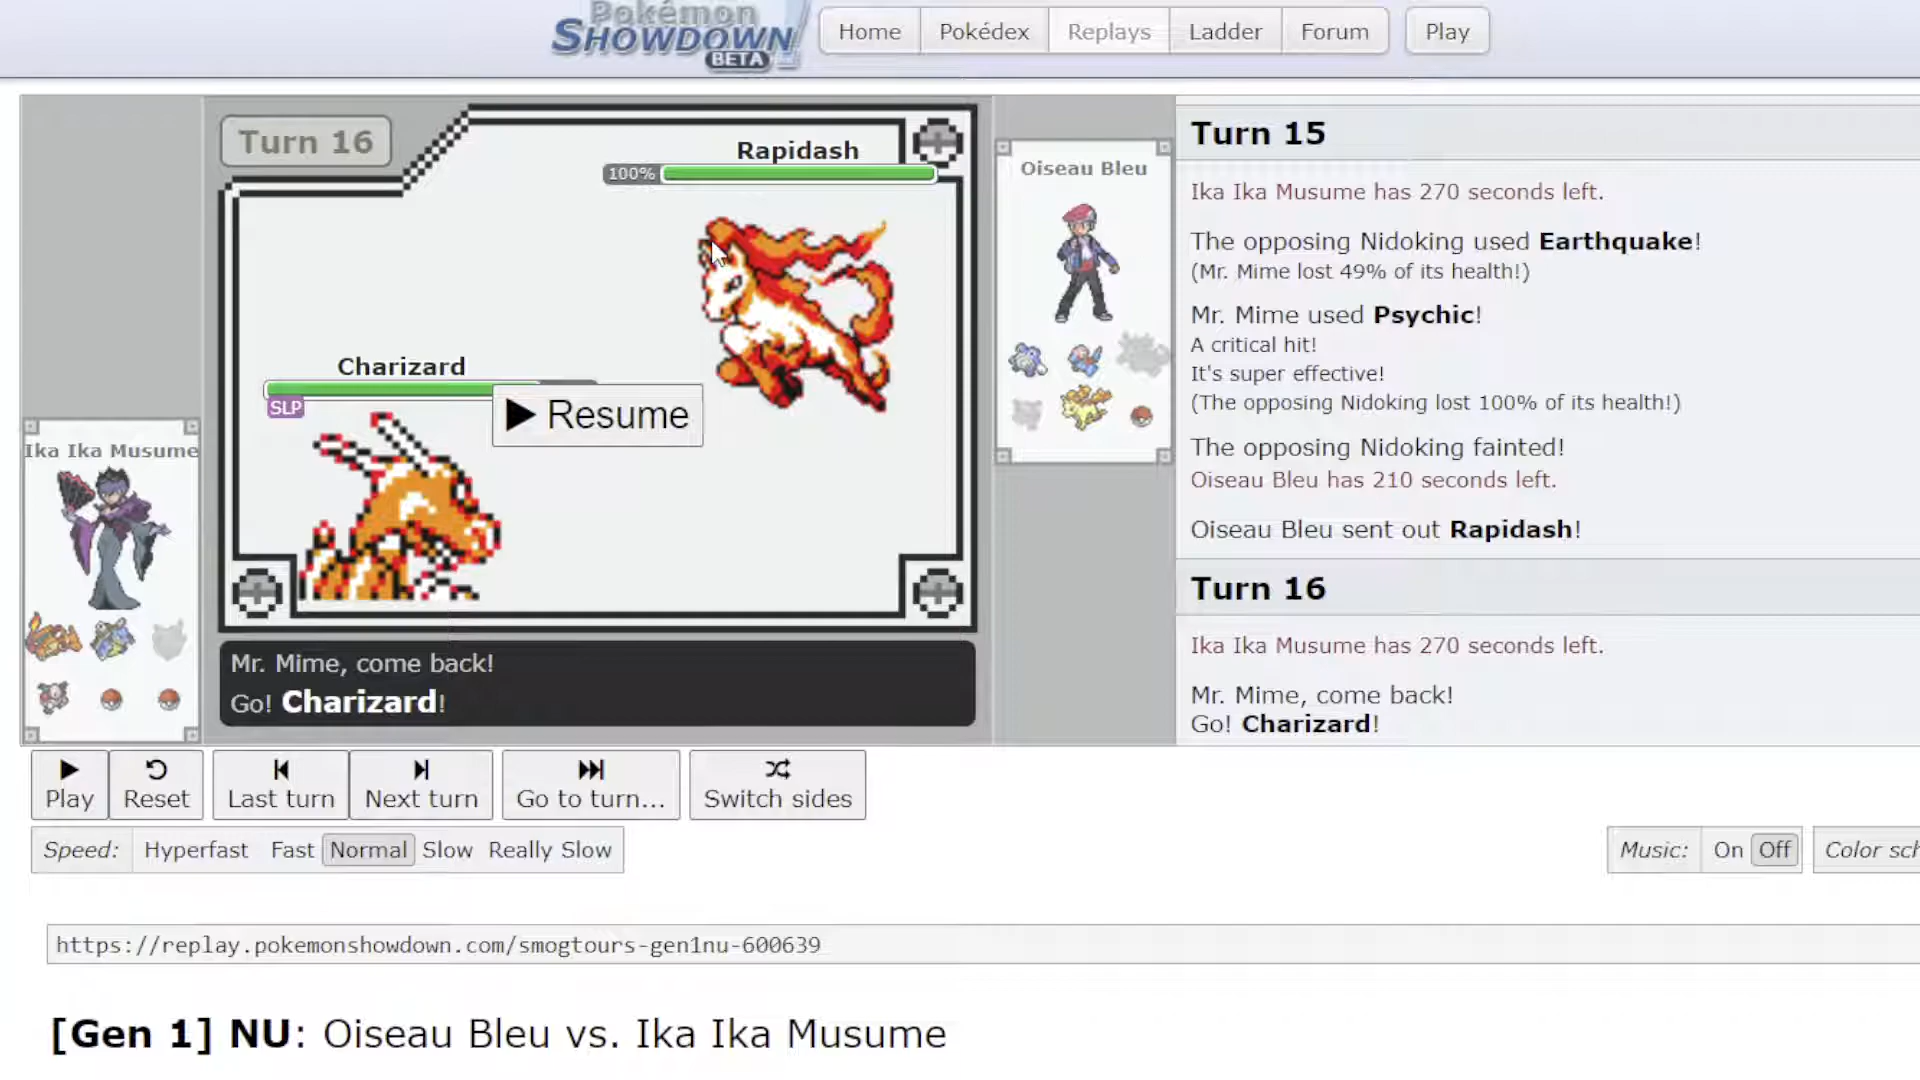 Pokémon
SHOWDOWN!
BETA
Home
Pokédex
Replays
Ladder
Forum
Play
Turn 16
Rapidash
100%
Charizard
SLP
Resume
Mr. Mime, come back!
Go! Charizard!
Ika Ika Musume
Oiseau Bleu
Turn 15
Ika Ika Musume has 270 seconds left.
The opposing Nidoking used Earthquake!
(Mr. Mime lost 49% of its health!)
Mr. Mime used Psychic!
A critical hit!
It's super effective!
(The opposing Nidoking lost 100% of its health!)
The opposing Nidoking fainted!
Oiseau Bleu has 210 seconds left.
Oiseau Bleu sent out Rapidash!
Turn 16
Ika Ika Musume has 270 seconds left.
Mr. Mime, come back!
Go! Charizard!
Play
Reset
Last turn
Next turn
Go to turn...
Switch sides
Speed: Hyperfast Fast Normal Slow Really Slow
Music: On Off
Color sch
https://replay.pokemonshowdown.com/smogtours-gen1nu-600639
[Gen 1] NU: Oiseau Bleu vs. Ika Ika Musume